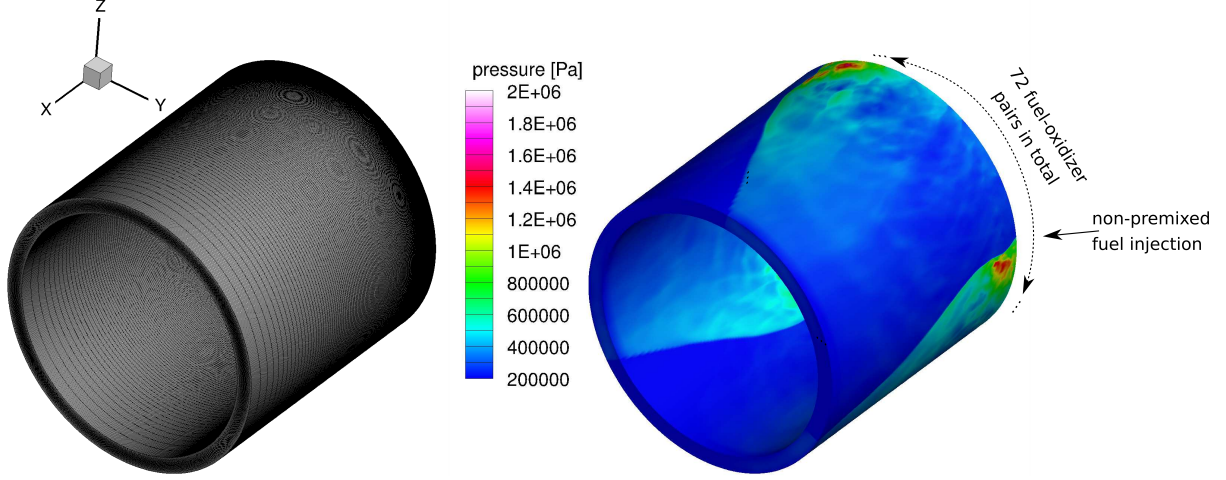 Z
X
Y
pressure [Pa]
2E+06
1.8E+06
1.6E+06
1.4E+06
1.2E+06
1E+06
800000
600000
400000
200000
72 fuel-oxidizer
pairs in total
non-premixed
fuel injection